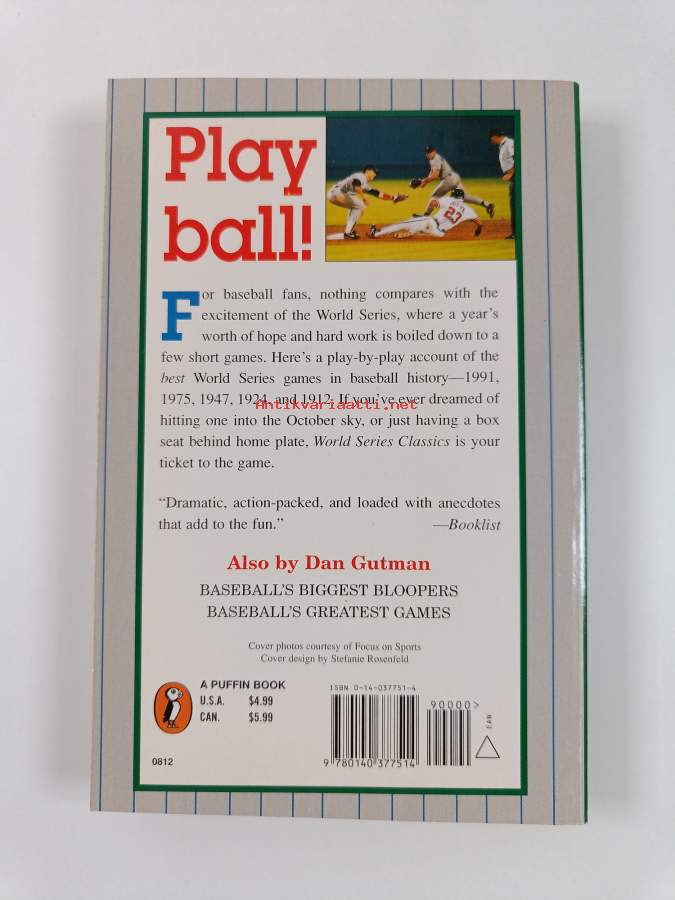 Play
ball!
23
For baseball fans, nothing compares with the
excitement of the World Series, where a year's
worth of hope and hard work is boiled down to a
few short games. Here's a play-by-play account of the
best World Series games in baseball history—1991,
1975, 1947, 1924, and 1912. If you've ever dreamed of
Antikvariaatti.net
hitting one into the October sky, or just having a box
seat behind home plate, World Series Classics is your
ticket to the game.
“Dramatic, action-packed, and loaded with anecdotes
that add to the fun.” —Booklist
Also by Dan Gutman
BASEBALL'S BIGGEST BLOOPERS
BASEBALL'S GREATEST GAMES
Cover photos courtesy of Focus on Sports
Cover design by Stefanie Rosenfeld
A PUFFIN BOOK
U.S.A. $4.99
CAN. $5.99
0812
ISBN 0-14-037751-4
90000>
EAN
9 780140 377514